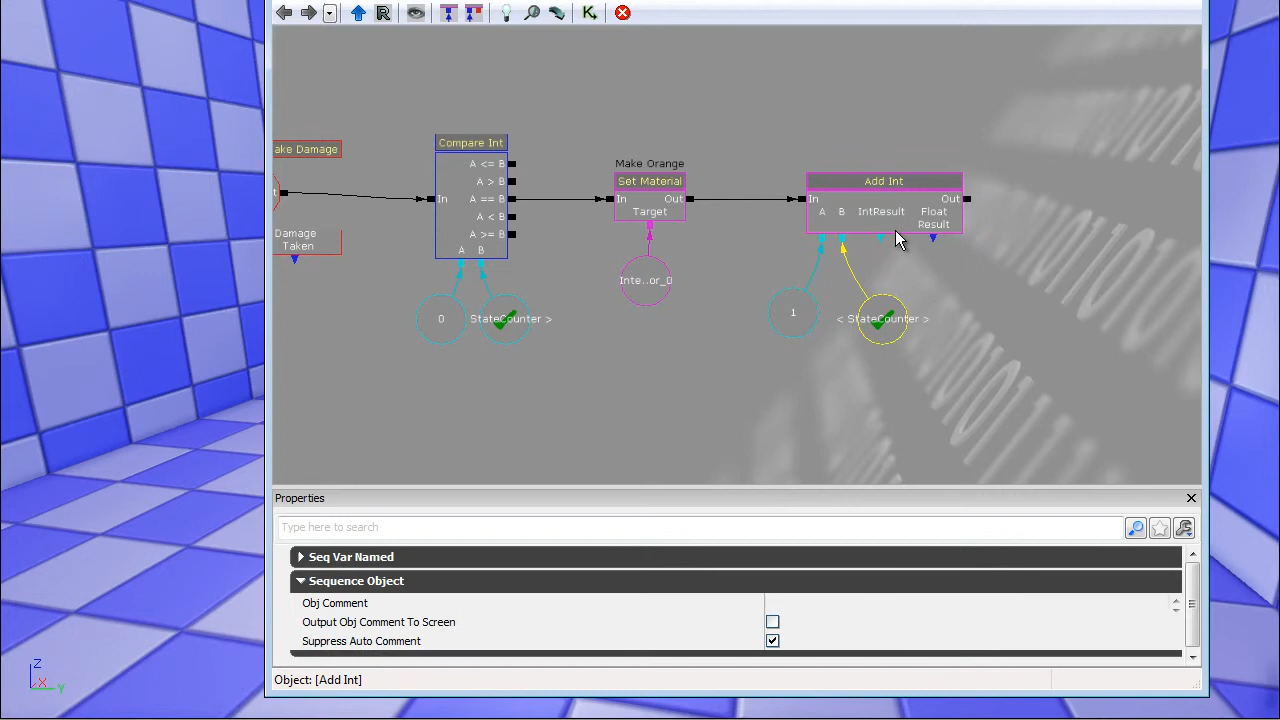 R
K
ake Damage
t
Damage
Taken
Compare Int
A <= B
A > B
In A == B
A < B
A >= B
A B
0
StateCounter >
Make Orange
Set Material
In Out
Target
Inte..or_0
Add Int
In Out
A B IntResult Float
Result
1
< StateCounter >
Properties
Type here to search
Seq Var Named
Sequence Object
Obj Comment
Output Obj Comment To Screen
Suppress Auto Comment
Object: [Add Int]
Z
X
Y